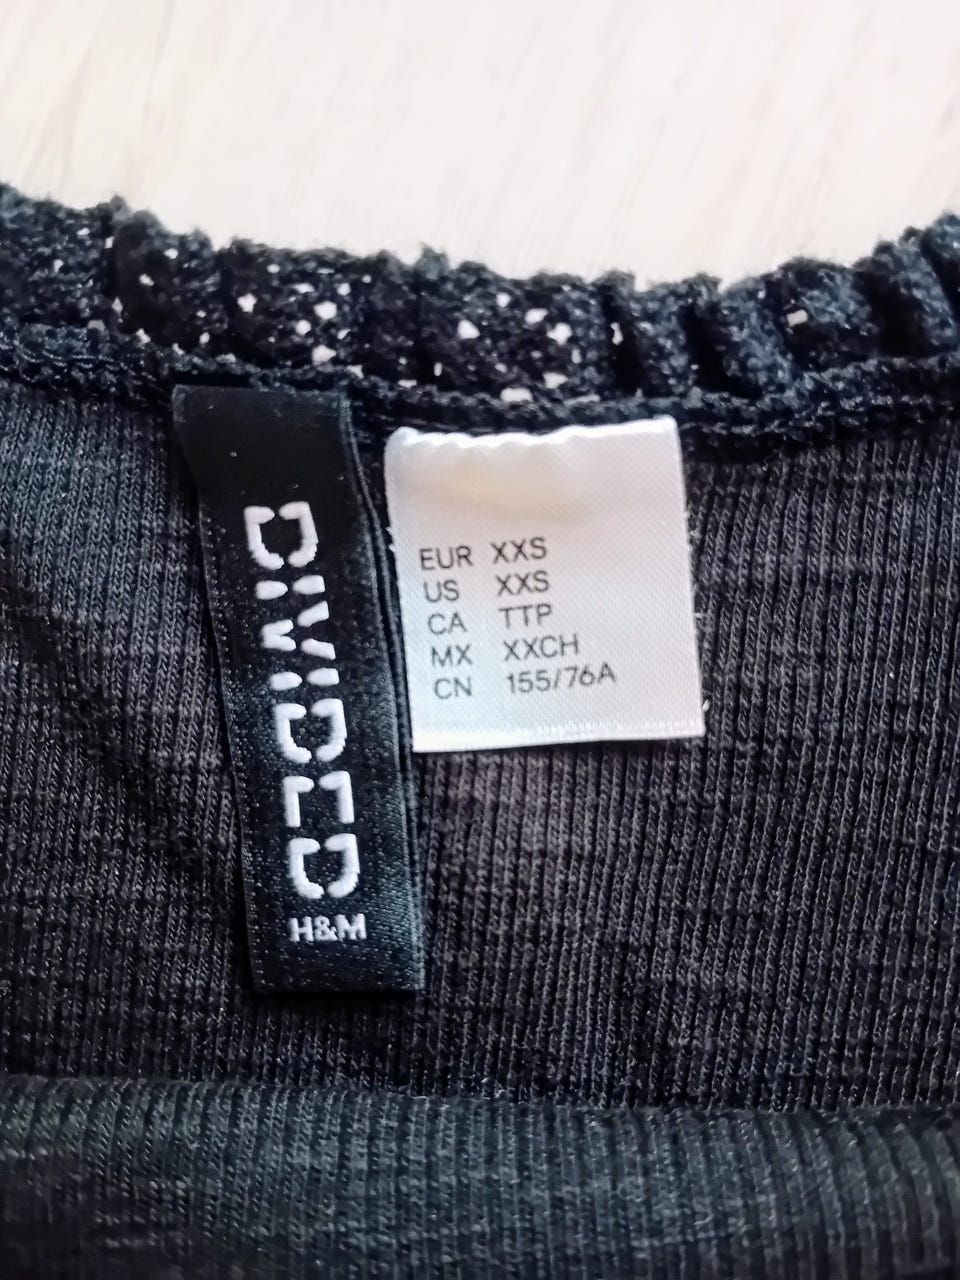 DIVIDED
H&M
EUR XXS
US XXS
CA TTP
MX XXCH
CN 155/76A